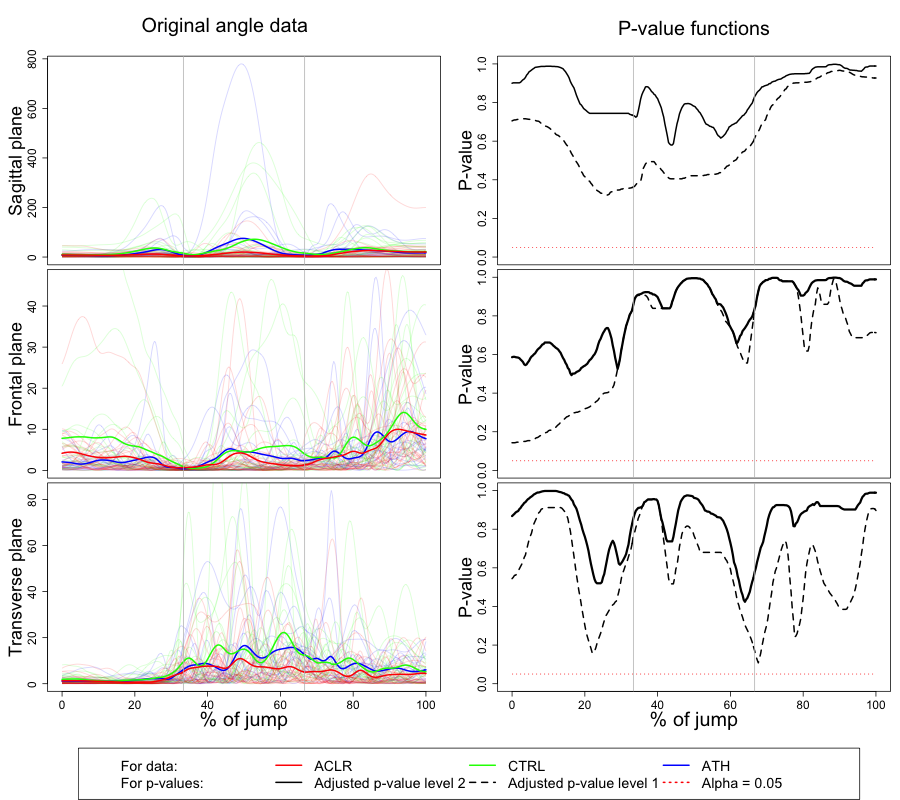 Original angle data
P-value functions
Sagittal plane
0 200 400 600 800
P-value
0.0 0.2 0.4 0.6 0.8 1.0
Frontal plane
0 10 20 30 40
P-value
0.0 0.2 0.4 0.6 0.8 1.0
Transverse plane
0 20 40 60 80
P-value
0.0 0.2 0.4 0.6 0.8 1.0
0 20 40 60 80 100
% of jump
0 20 40 60 80 100
% of jump
For data: ACLR CTRL ATH
For p-values: Adjusted p-value level 2 Adjusted p-value level 1 Alpha = 0.05